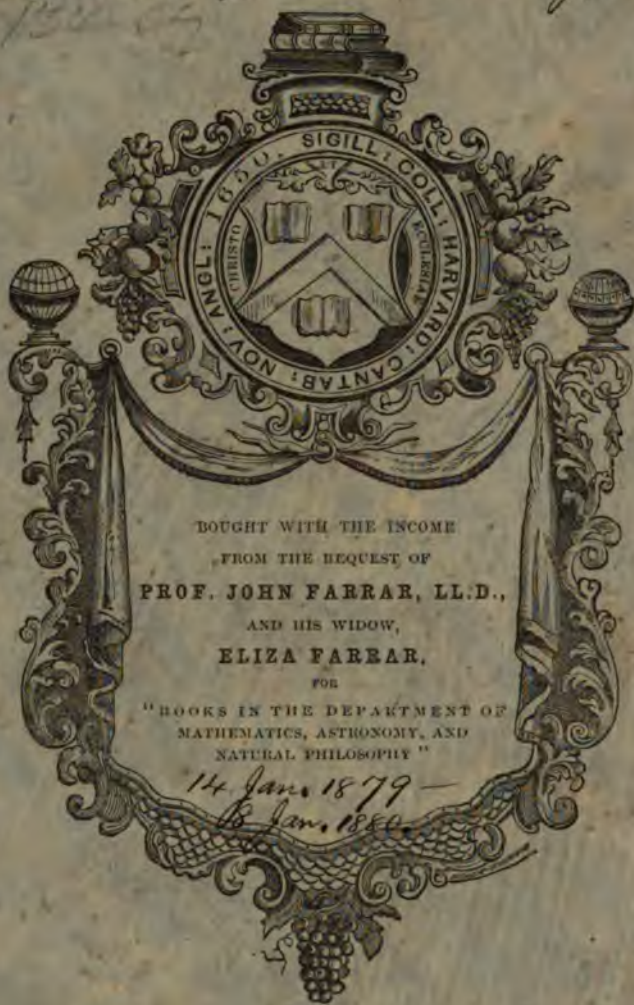 SIGILL: COLL: HARVARD: CANTAB: NOV: ANGL: 1650.
CHRISTO
ECCLESIAE
BOUGHT WITH THE INCOME
FROM THE BEQUEST OF
PROF. JOHN FARRAR, LL.D.,
AND HIS WIDOW,
ELIZA FARRAR,
FOR
"BOOKS IN THE DEPARTMENT OF
MATHEMATICS, ASTRONOMY, AND
NATURAL PHILOSOPHY"
14 Jan. 1879 —
Jan. 1880.